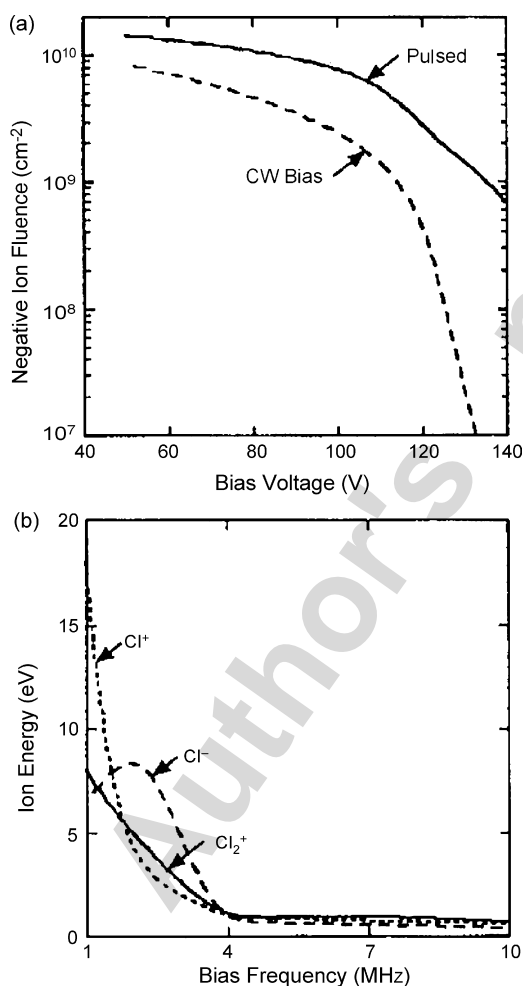 (a)
10¹⁰
10⁹
10⁸
10⁷
Negative Ion Fluence (cm⁻²)
Pulsed
CW Bias
40 60 80 100 120 140
Bias Voltage (V)
(b)
20
15
10
5
0
Ion Energy (eV)
Cl⁺
Cl⁻
Cl₂⁺
1 4 7 10
Bias Frequency (MHz)
Author's